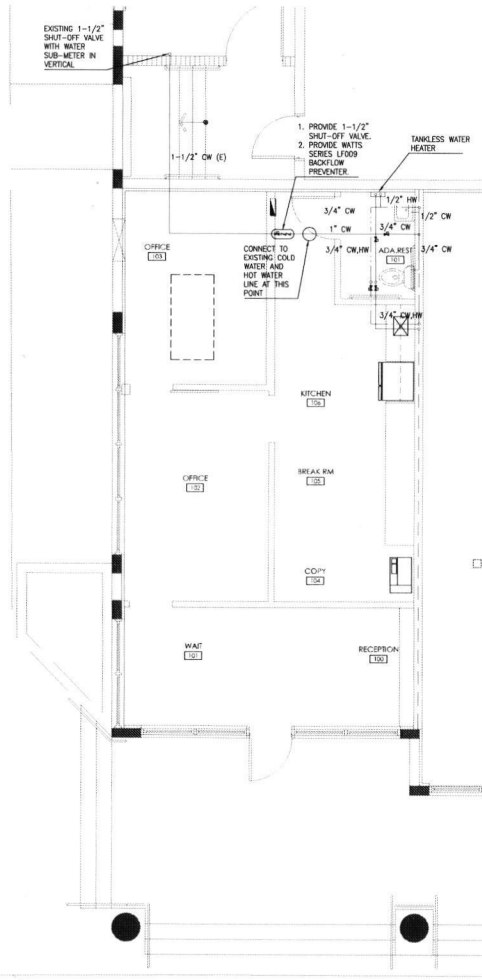 EXISTING 1-1/2"
SHUT-OFF VALVE
WITH WATER
SUB-METER IN
VERTICAL
1-1/2" CW (E)
1. PROVIDE 1-1/2"
SHUT-OFF VALVE.
2. PROVIDE WATTS
SERIES LF009
BACKFLOW
PREVENTER.
TANKLESS WATER
HEATER
1/2" HW
3/4" CW
1/2" CW
1" CW
3/4" CW
3/4" CW,HW
3/4" CW
ADA.REST
101
OFFICE
103
CONNECT TO
EXISTING COLD
WATER AND
HOT WATER
LINE AT THIS
POINT
3/4" CW,HW
KITCHEN
106
OFFICE
102
BREAK RM
105
COPY
104
WAIT
101
RECEPTION
100